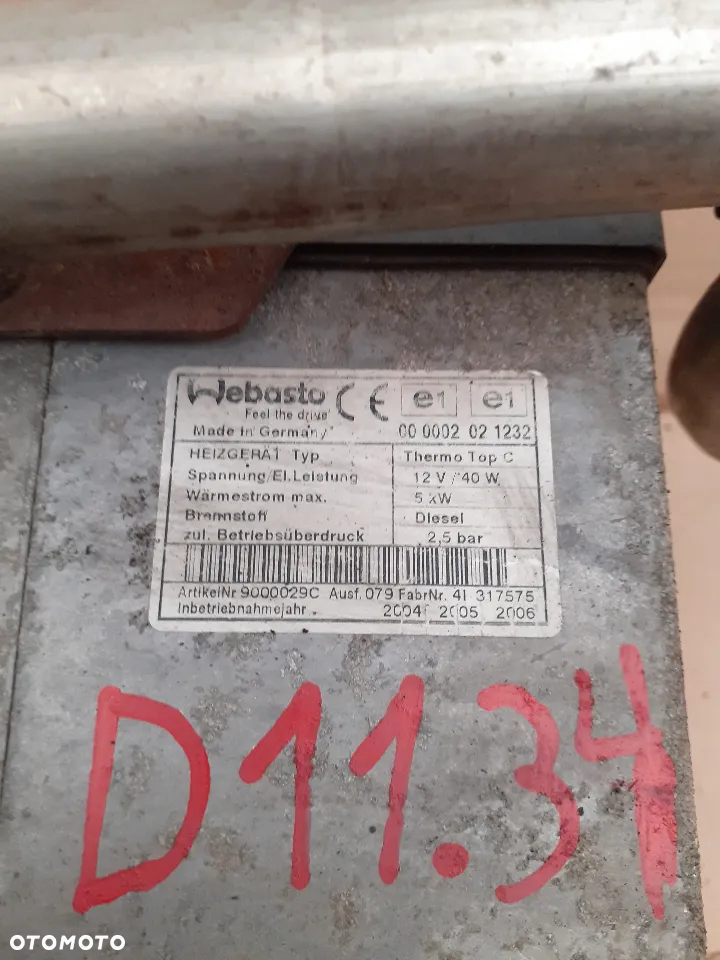 Webasto
Feel the drive
CE e1 e1
Made in Germany 00 0002 02 1232
HEIZGERÄT Typ Thermo Top C
Spannung/El.Leistung 12 V / 40 W
Wärmestrom max. 5 kW
Brennstoff Diesel
zul. Betriebsüberdruck 2,5 bar
ArtikelNr 9000029C Ausf. 079 FabrNr. 41 317575
Inbetriebnahmejahr 2004 2005 2006
D11.34
OTOMOTO